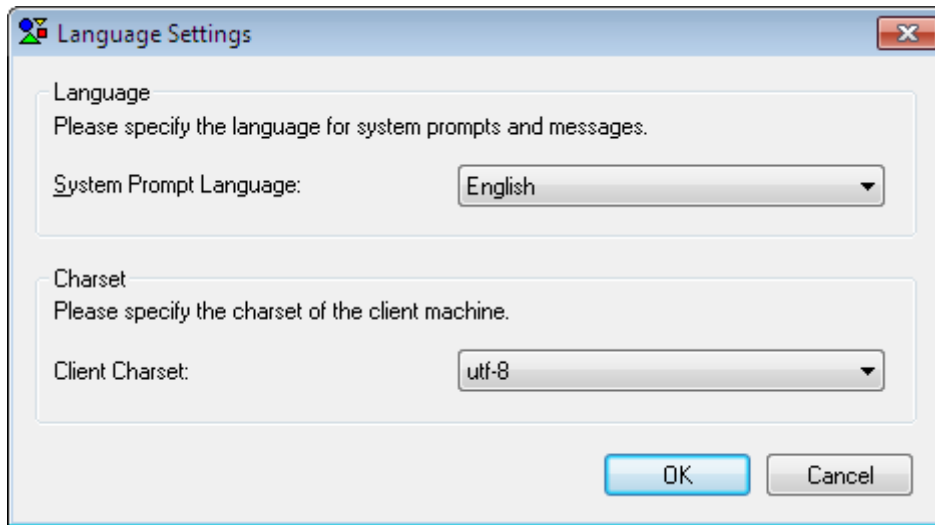 Language Settings
Language
Please specify the language for system prompts and messages.
System Prompt Language:
English
Charset
Please specify the charset of the client machine.
Client Charset:
utf-8
OK
Cancel